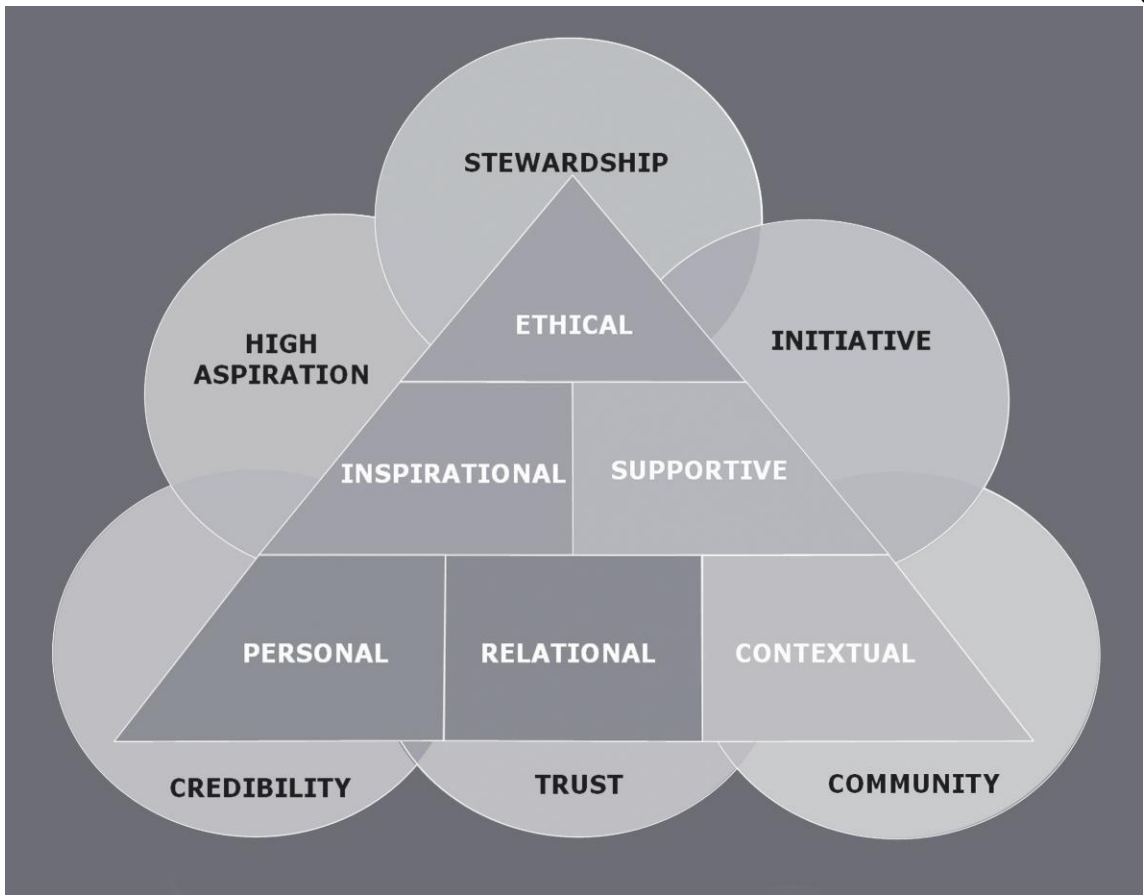 STEWARDSHIP
ETHICAL
HIGH
ASPIRATION
INITIATIVE
INSPIRATIONAL
SUPPORTIVE
PERSONAL
RELATIONAL
CONTEXTUAL
CREDIBILITY
TRUST
COMMUNITY